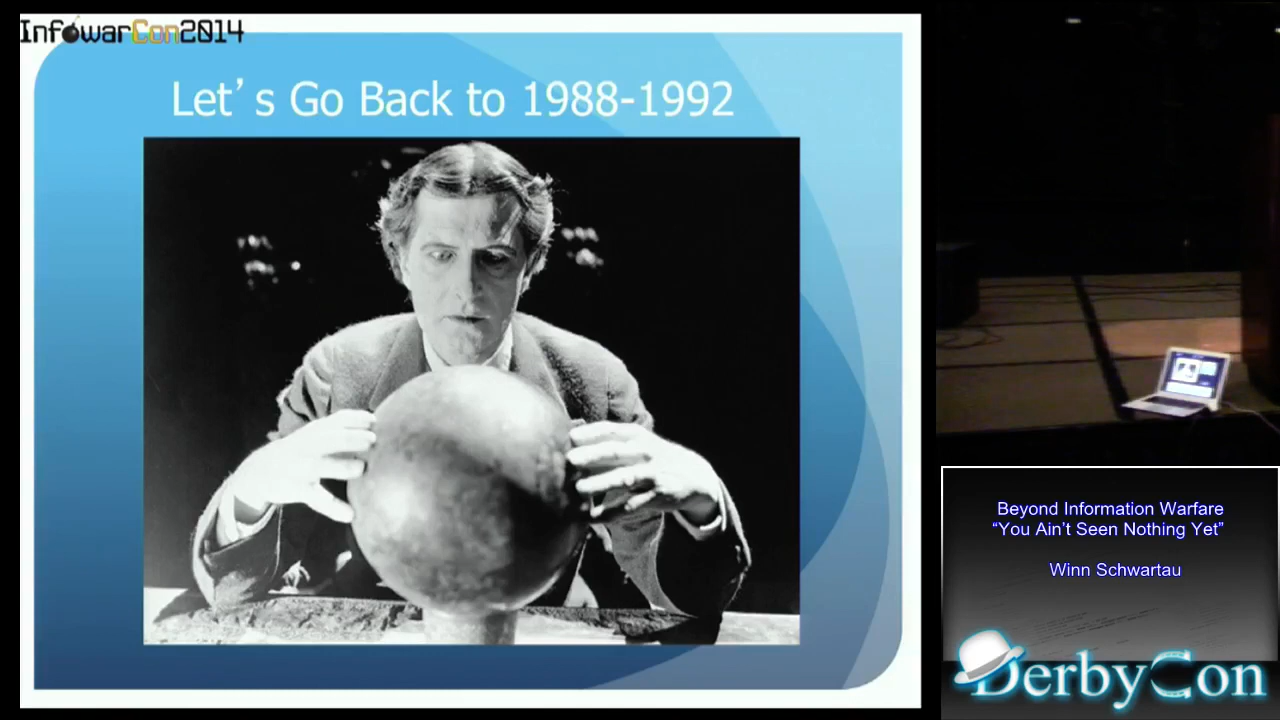 InfowarCon2014
Let's Go Back to 1988-1992
Beyond Information Warfare
“You Ain't Seen Nothing Yet”
Winn Schwartau
DerbyCon